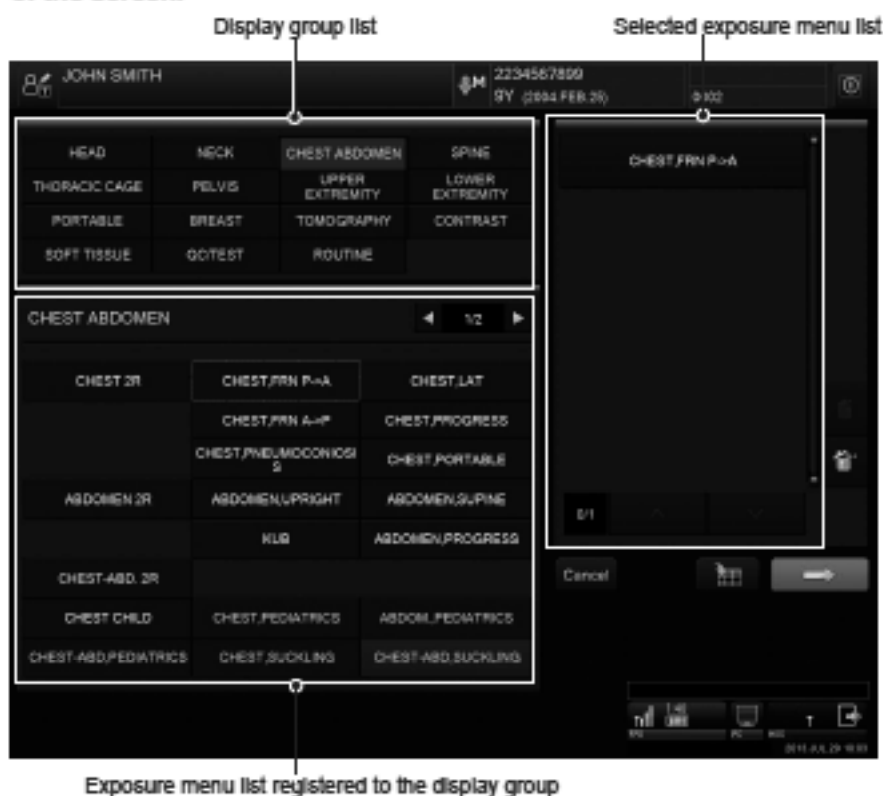 Display group list
Selected exposure menu list
JOHN SMITH
M
2234567899
9Y (2004.FEB.25)
HEAD
NECK
CHEST ABDOMEN
SPINE
THORACIC CAGE
PELVIS
UPPER
EXTREMITY
LOWER
EXTREMITY
PORTABLE
BREAST
TOMOGRAPHY
CONTRAST
SOFT TISSUE
QC/TEST
ROUTINE
CHEST,FRN P->A
CHEST ABDOMEN
1/2
CHEST 2R
CHEST,FRN P->A
CHEST,LAT
CHEST,FRN A->P
CHEST,PROGRESS
CHEST,PNEUMOCONIOSI
S
CHEST,PORTABLE
ABDOMEN 2R
ABDOMEN,UPRIGHT
ABDOMEN,SUPINE
KUB
ABDOMEN,PROGRESS
CHEST-ABD. 2R
CHEST CHILD
CHEST,PEDIATRICS
ABDOM.,PEDIATRICS
CHEST-ABD,PEDIATRICS
CHEST,SUCKLING
CHEST-ABD,SUCKLING
0/1
Cancel
Exposure menu list registered to the display group